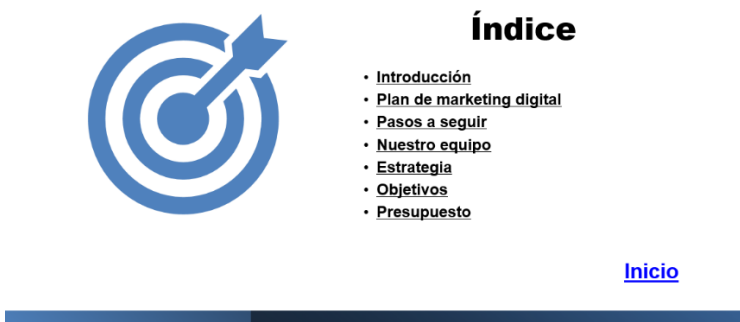 Índice
• Introducción
• Plan de marketing digital
• Pasos a seguir
• Nuestro equipo
• Estrategia
• Objetivos
• Presupuesto
Inicio